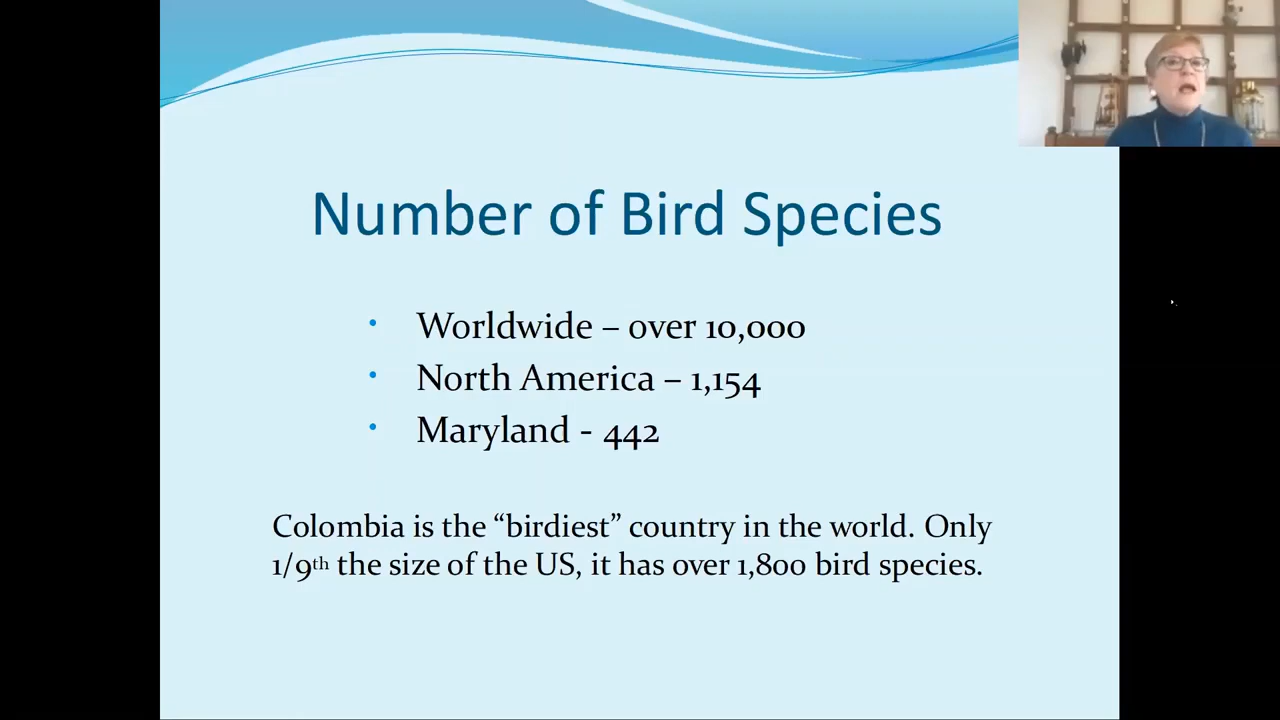 Number of Bird Species
• Worldwide – over 10,000
• North America – 1,154
• Maryland - 442
Colombia is the “birdiest” country in the world. Only
1/9th the size of the US, it has over 1,800 bird species.